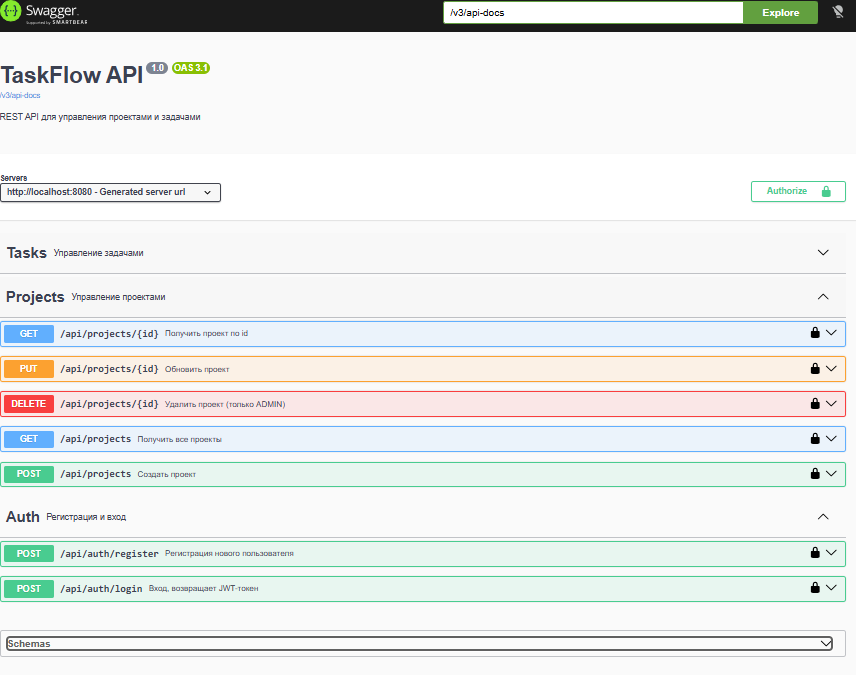 Swagger.
Supported by SMARTBEAR
/v3/api-docs
Explore
TaskFlow API 1.0 OAS 3.1
/v3/api-docs
REST API для управления проектами и задачами
Servers
http://localhost:8080 - Generated server url
Authorize
Tasks Управление задачами
Projects Управление проектами
GET /api/projects/{id} Получить проект по id
PUT /api/projects/{id} Обновить проект
DELETE /api/projects/{id} Удалить проект (только ADMIN)
GET /api/projects Получить все проекты
POST /api/projects Создать проект
Auth Регистрация и вход
POST /api/auth/register Регистрация нового пользователя
POST /api/auth/login Вход, возвращает JWT-токен
Schemas